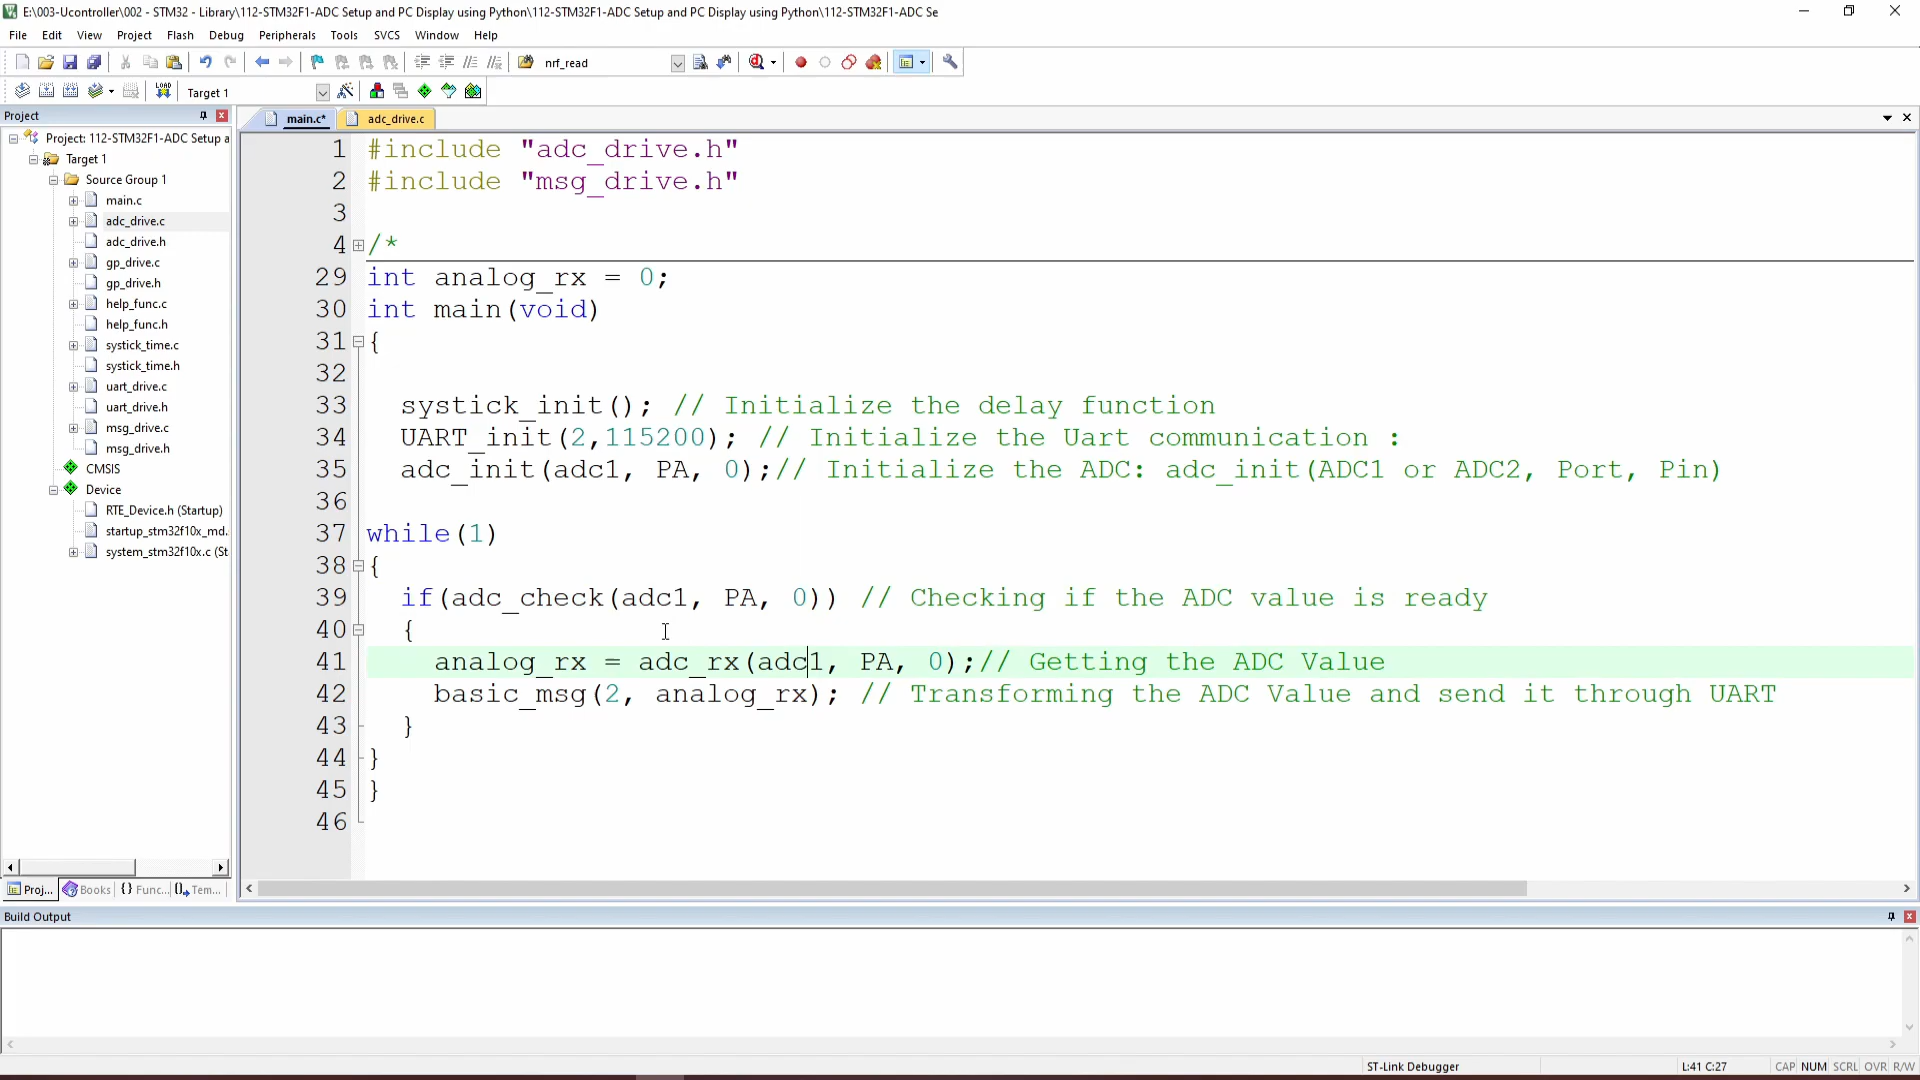 E:\003-Ucontroller\002 - STM32 - Library\112-STM32F1-ADC Setup and PC Display using Python\112-STM32F1-ADC Setup and PC Display using Python\112-STM32F1-ADC Se
File Edit View Project Flash Debug Peripherals Tools SVCS Window Help
nrf_read
LOAD Target 1
Project
main.c* adc_drive.c
Project: 112-STM32F1-ADC Setup a
Target 1
Source Group 1
main.c
adc_drive.c
adc_drive.h
gp_drive.c
gp_drive.h
help_func.c
help_func.h
systick_time.c
systick_time.h
uart_drive.c
uart_drive.h
msg_drive.c
msg_drive.h
CMSIS
Device
RTE_Device.h (Startup)
startup_stm32f10x_md.
system_stm32f10x.c (St
Proj... Books {} Func... Tem...
1 #include "adc_drive.h"
2 #include "msg_drive.h"
3
4 /*
29 int analog_rx = 0;
30 int main(void)
31 {
32
33 systick_init(); // Initialize the delay function
34 UART_init(2,115200); // Initialize the Uart communication :
35 adc_init(adc1, PA, 0);// Initialize the ADC: adc_init(ADC1 or ADC2, Port, Pin)
36
37 while(1)
38 {
39 if(adc_check(adc1, PA, 0)) // Checking if the ADC value is ready
40 {
41 analog_rx = adc_rx(adc1, PA, 0);// Getting the ADC Value
42 basic_msg(2, analog_rx); // Transforming the ADC Value and send it through UART
43 }
44 }
45 }
46
Build Output
ST-Link Debugger L:41 C:27 CAP NUM SCRL OVR R/W